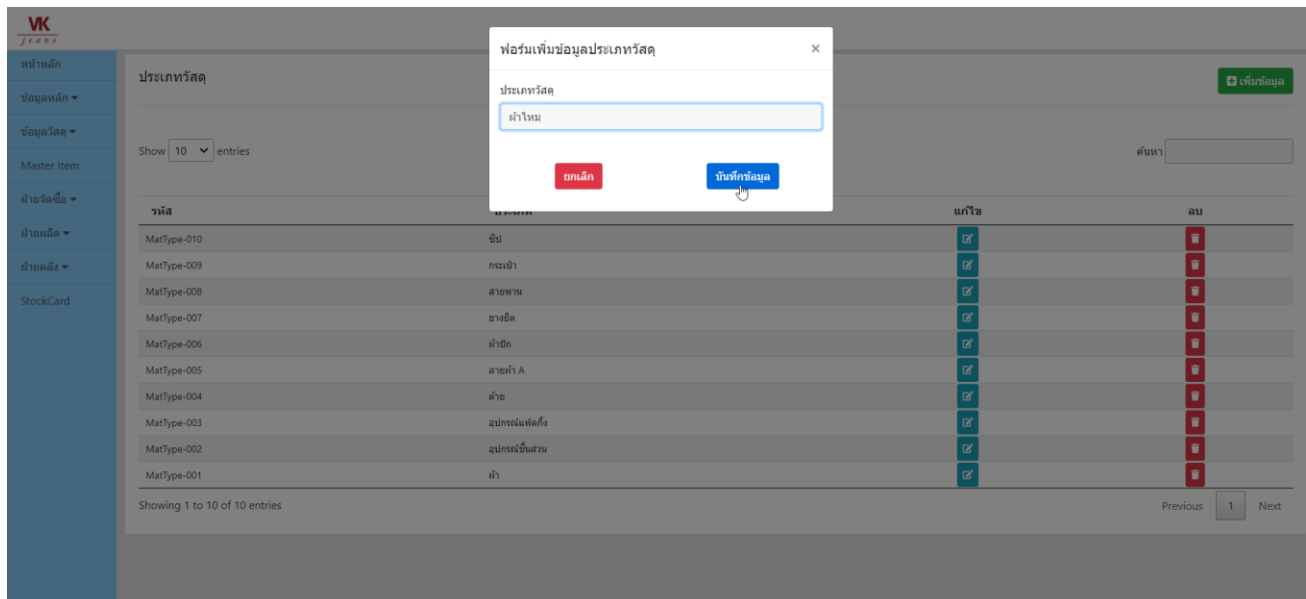 VK
jeans
หน้าหลัก
ข้อมูลหลัก
ข้อมูลวัสดุ
Master Item
ฝ่ายจัดซื้อ
ฝ่ายผลิต
ฝ่ายคลัง
StockCard
ประเภทวัสดุ
เพิ่มข้อมูล
ฟอร์มเพิ่มข้อมูลประเภทวัสดุ ×
ประเภทวัสดุ
ผ้าไหม
ยกเลิก บันทึกข้อมูล
Show 10 entries
ค้นหา
รหัส ประเภท แก้ไข ลบ
MatType-010 ซิป
MatType-009 กระเป๋า
MatType-008 สายพาน
MatType-007 ยางยืด
MatType-006 ผ้าปัก
MatType-005 ลายผ้า A
MatType-004 ด้าย
MatType-003 อุปกรณ์แพ๊คกิ้ง
MatType-002 อุปกรณ์ชิ้นส่วน
MatType-001 ผ้า
Showing 1 to 10 of 10 entries
Previous 1 Next